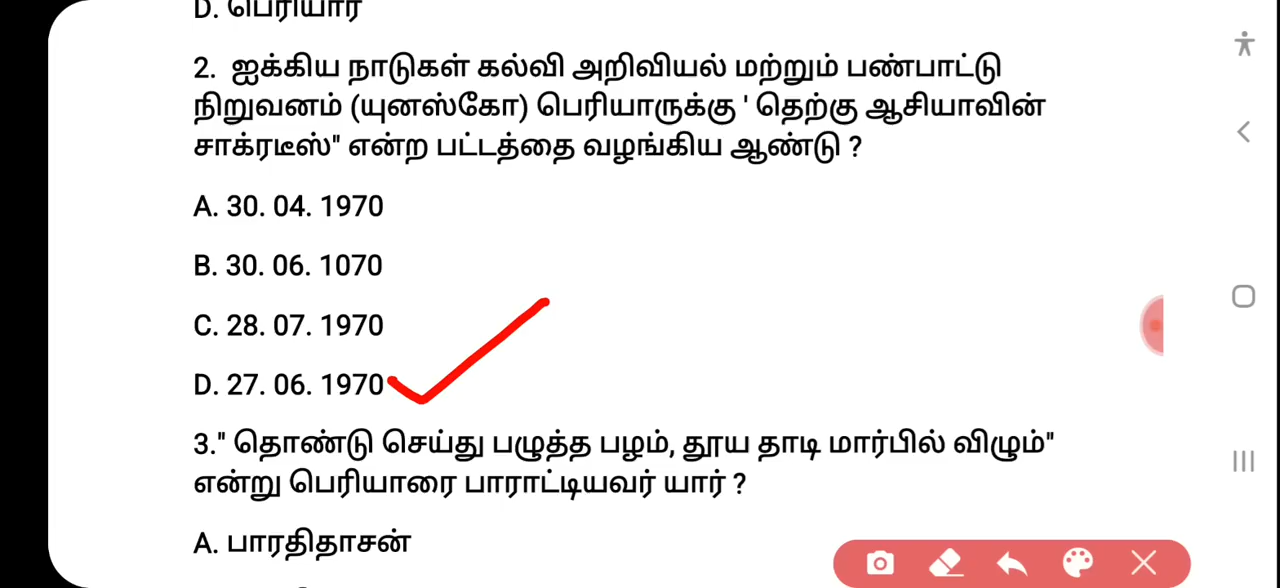 D. பெரியார்
2. ஐக்கிய நாடுகள் கல்வி அறிவியல் மற்றும் பண்பாட்டு
நிறுவனம் (யுனஸ்கோ) பெரியாருக்கு ' தெற்கு ஆசியாவின்
சாக்ரடீஸ்" என்ற பட்டத்தை வழங்கிய ஆண்டு ?
A. 30. 04. 1970
B. 30. 06. 1070
C. 28. 07. 1970
D. 27. 06. 1970
3." தொண்டு செய்து பழுத்த பழம், தூய தாடி மார்பில் விழும்"
என்று பெரியாரை பாராட்டியவர் யார் ?
A. பாரதிதாசன்